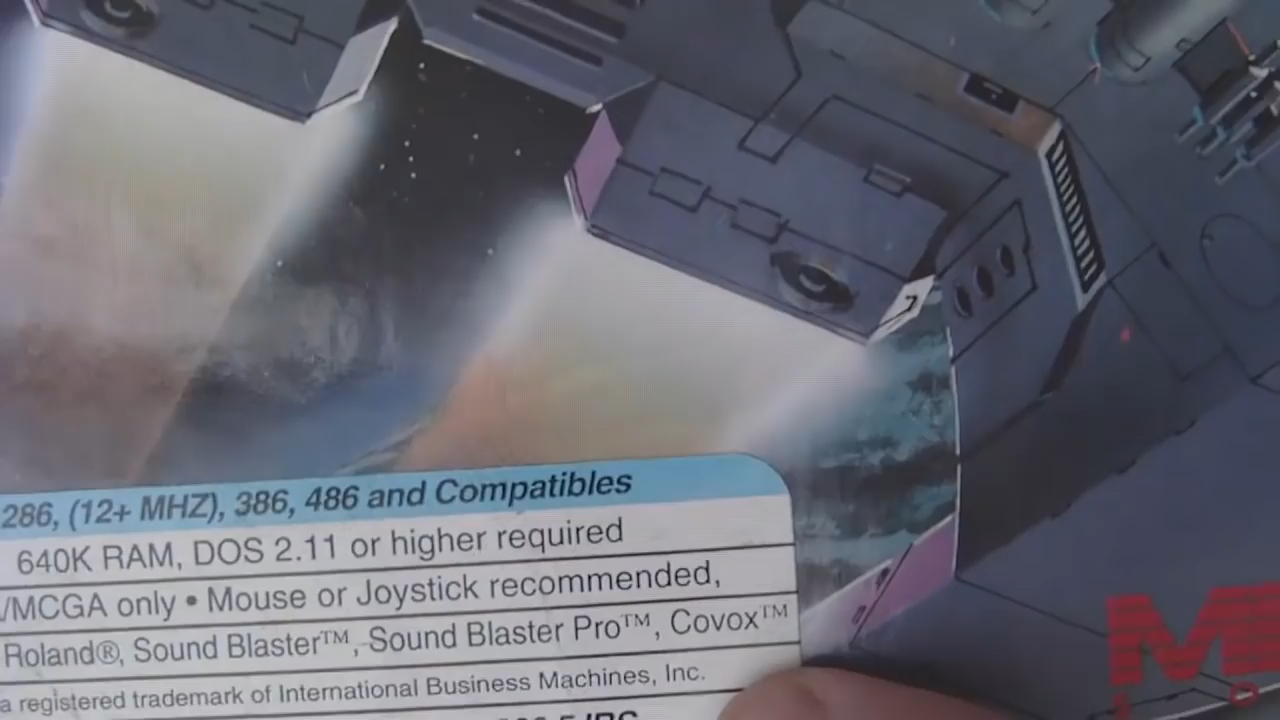 286, (12+ MHZ), 386, 486 and Compatibles
640K RAM, DOS 2.11 or higher required
/MCGA only • Mouse or Joystick recommended,
Roland®, Sound Blaster™, Sound Blaster Pro™, Covox™
a registered trademark of International Business Machines, Inc.
M